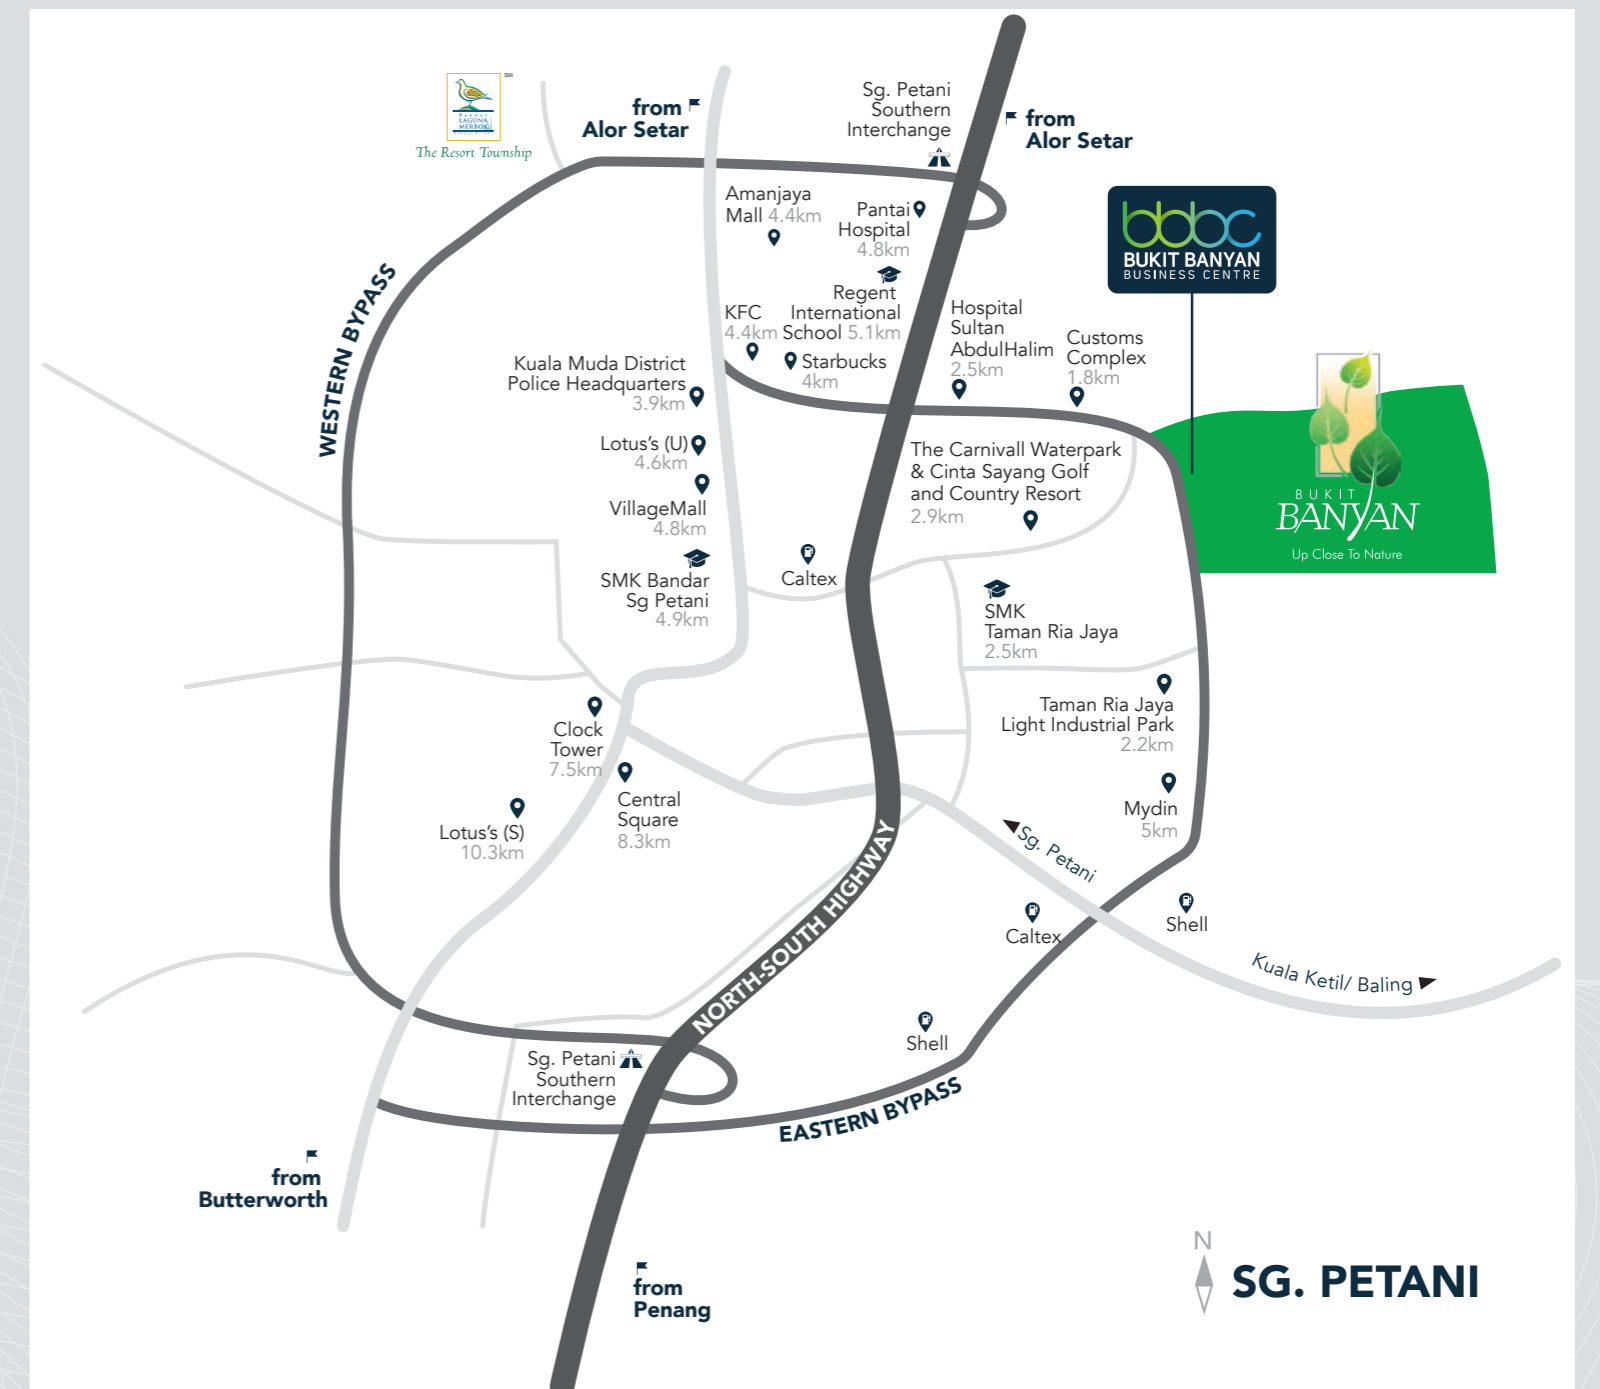 SM
Bandar
LAGUNA
MERBOK
The Resort Township
from
Alor Setar
Sg. Petani
Southern
Interchange
from
Alor Setar
Amanjaya
Mall 4.4km
Pantai
Hospital
4.8km
bbbc
BUKIT BANYAN
BUSINESS CENTRE
WESTERN BYPASS
Regent
International
School 5.1km
KFC
4.4km
Starbucks
4km
Hospital
Sultan
AbdulHalim
2.5km
Customs
Complex
1.8km
Kuala Muda District
Police Headquarters
3.9km
Lotus's (U)
4.6km
VillageMall
4.8km
The Carnivall Waterpark
& Cinta Sayang Golf
and Country Resort
2.9km
BUKIT
BANYAN
Up Close To Nature
SMK Bandar
Sg Petani
4.9km
Caltex
SMK
Taman Ria Jaya
2.5km
Taman Ria Jaya
Light Industrial Park
2.2km
Clock
Tower
7.5km
Central
Square
8.3km
Lotus's (S)
10.3km
Mydin
5km
Sg. Petani
NORTH-SOUTH HIGHWAY
Caltex
Shell
Kuala Ketil/ Baling
Shell
Sg. Petani
Southern
Interchange
EASTERN BYPASS
from
Butterworth
from
Penang
N
SG. PETANI